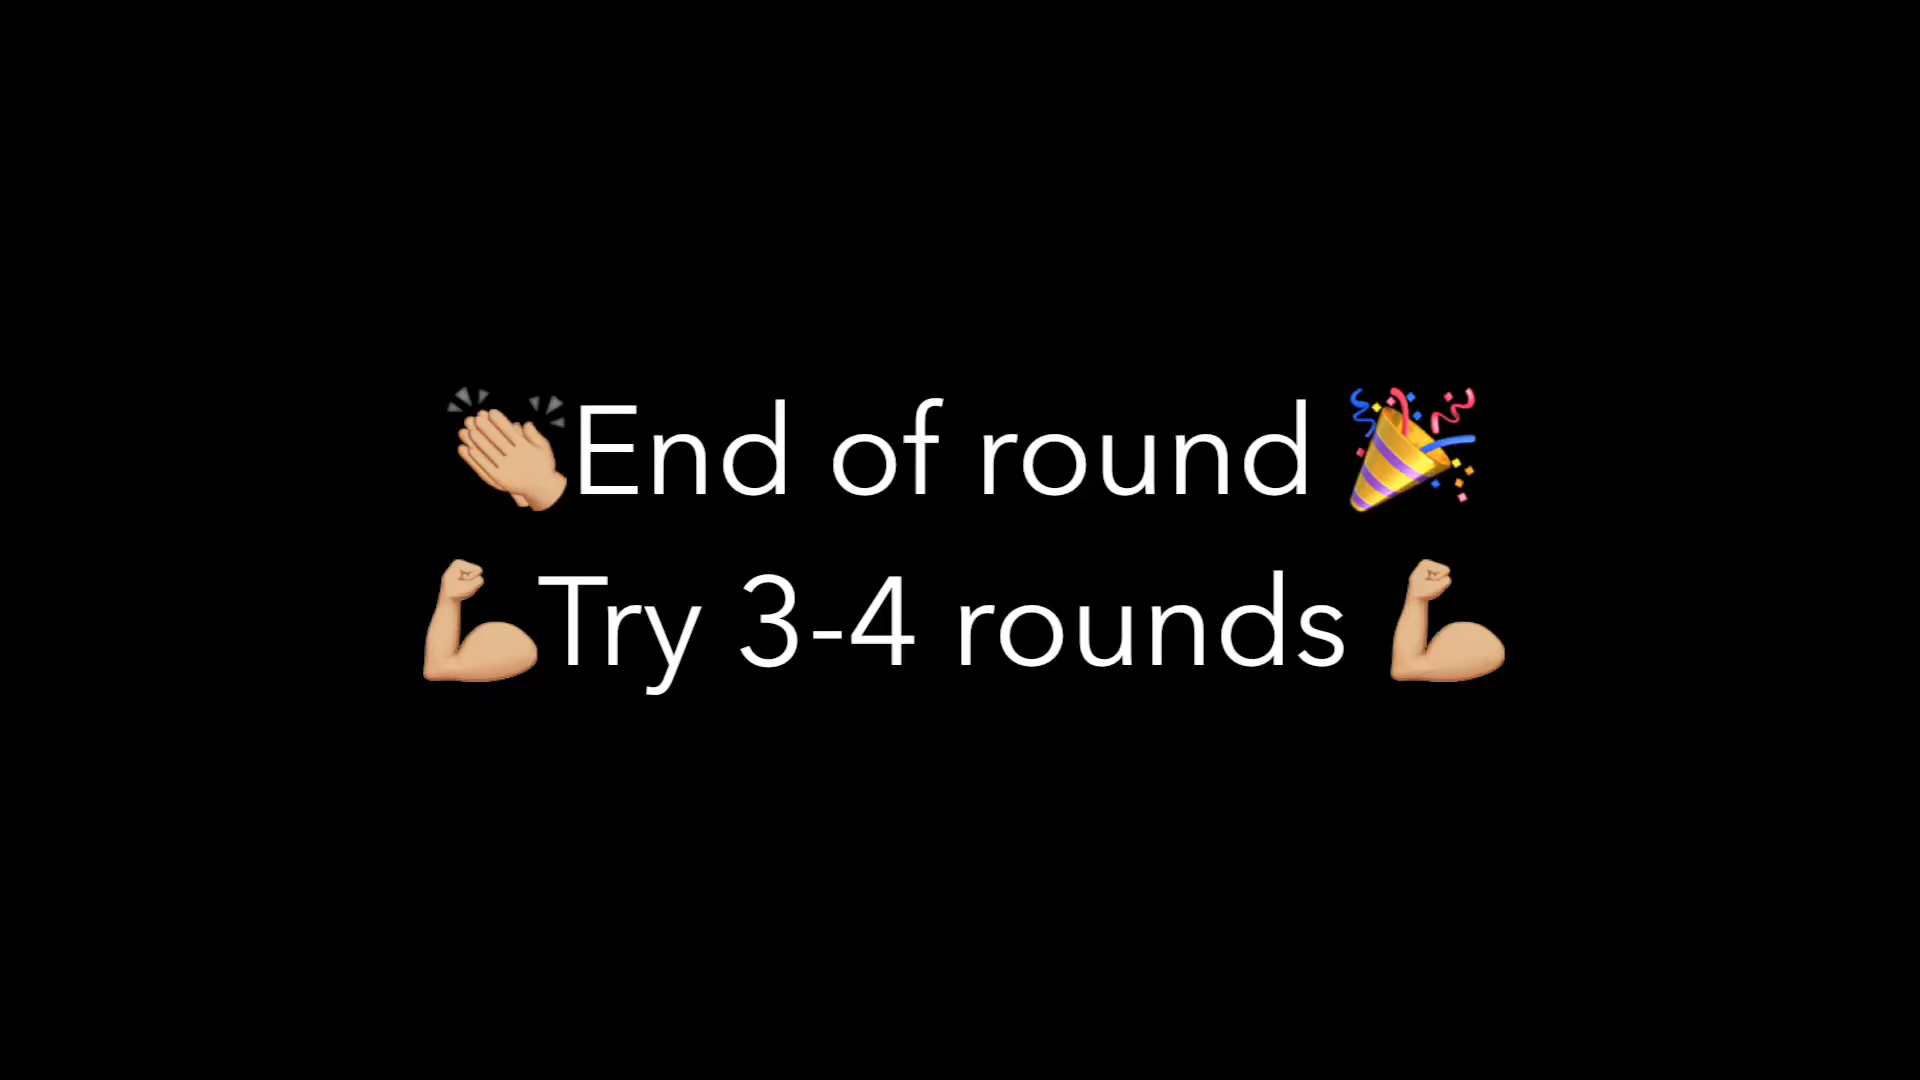 👏🏼End of round 🎉
💪🏼Try 3-4 rounds 💪🏼